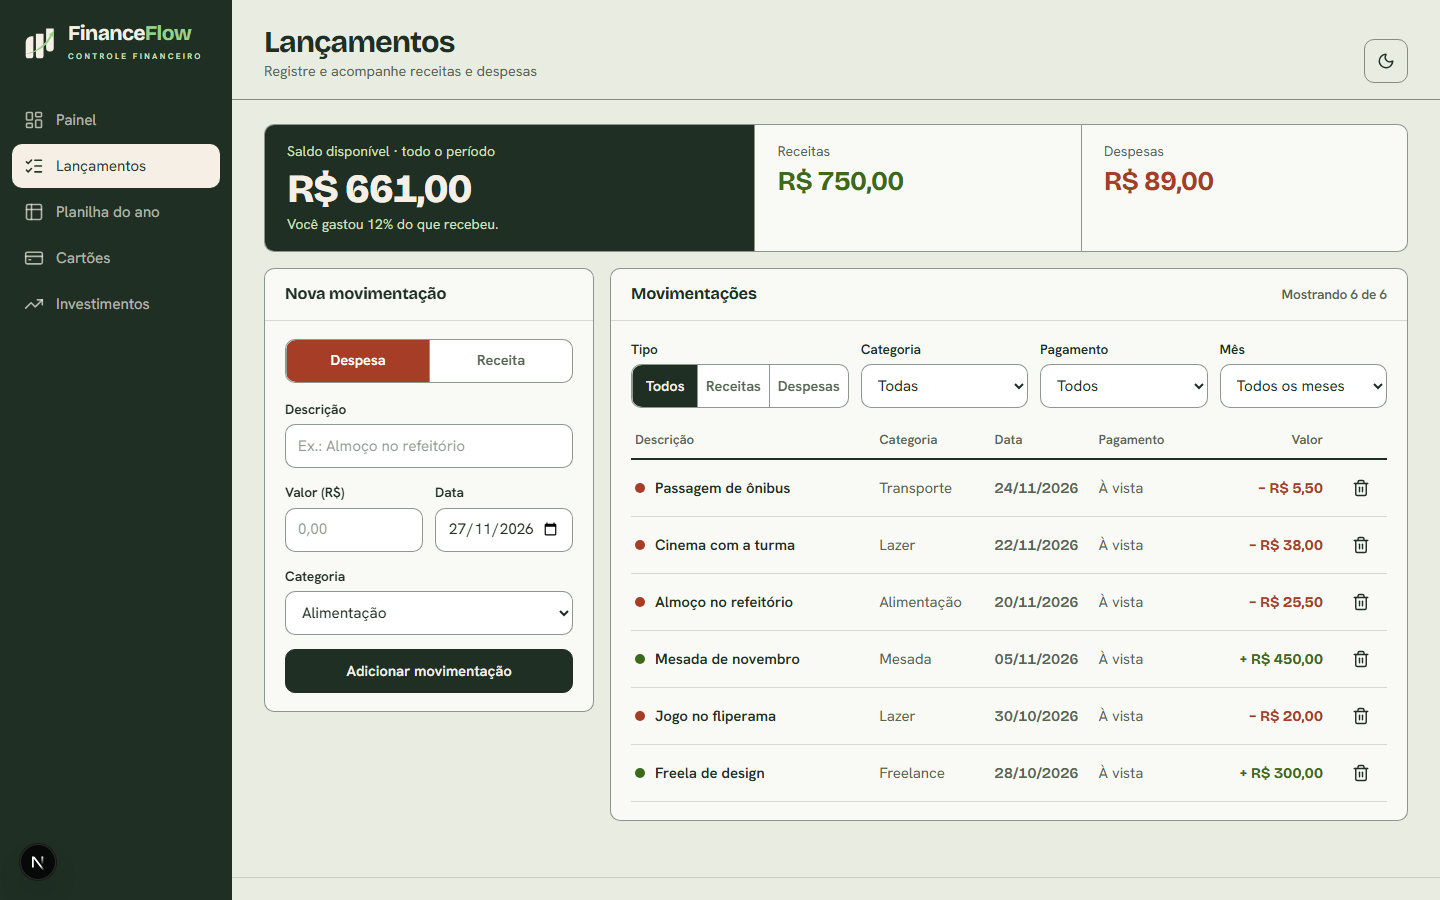 FinanceFlow
CONTROLE FINANCEIRO
Painel
Lançamentos
Planilha do ano
Cartões
Investimentos
Lançamentos
Registre e acompanhe receitas e despesas
Saldo disponível · todo o período
R$ 661,00
Você gastou 12% do que recebeu.
Receitas
R$ 750,00
Despesas
R$ 89,00
Nova movimentação
Despesa Receita
Descrição
Ex.: Almoço no refeitório
Valor (R$) Data
0,00 27/11/2026
Categoria
Alimentação
Adicionar movimentação
Movimentações Mostrando 6 de 6
Tipo Categoria Pagamento Mês
Todos Receitas Despesas Todas Todos Todos os meses
Descrição Categoria Data Pagamento Valor
Passagem de ônibus Transporte 24/11/2026 À vista − R$ 5,50
Cinema com a turma Lazer 22/11/2026 À vista − R$ 38,00
Almoço no refeitório Alimentação 20/11/2026 À vista − R$ 25,50
Mesada de novembro Mesada 05/11/2026 À vista + R$ 450,00
Jogo no fliperama Lazer 30/10/2026 À vista − R$ 20,00
Freela de design Freelance 28/10/2026 À vista + R$ 300,00
N